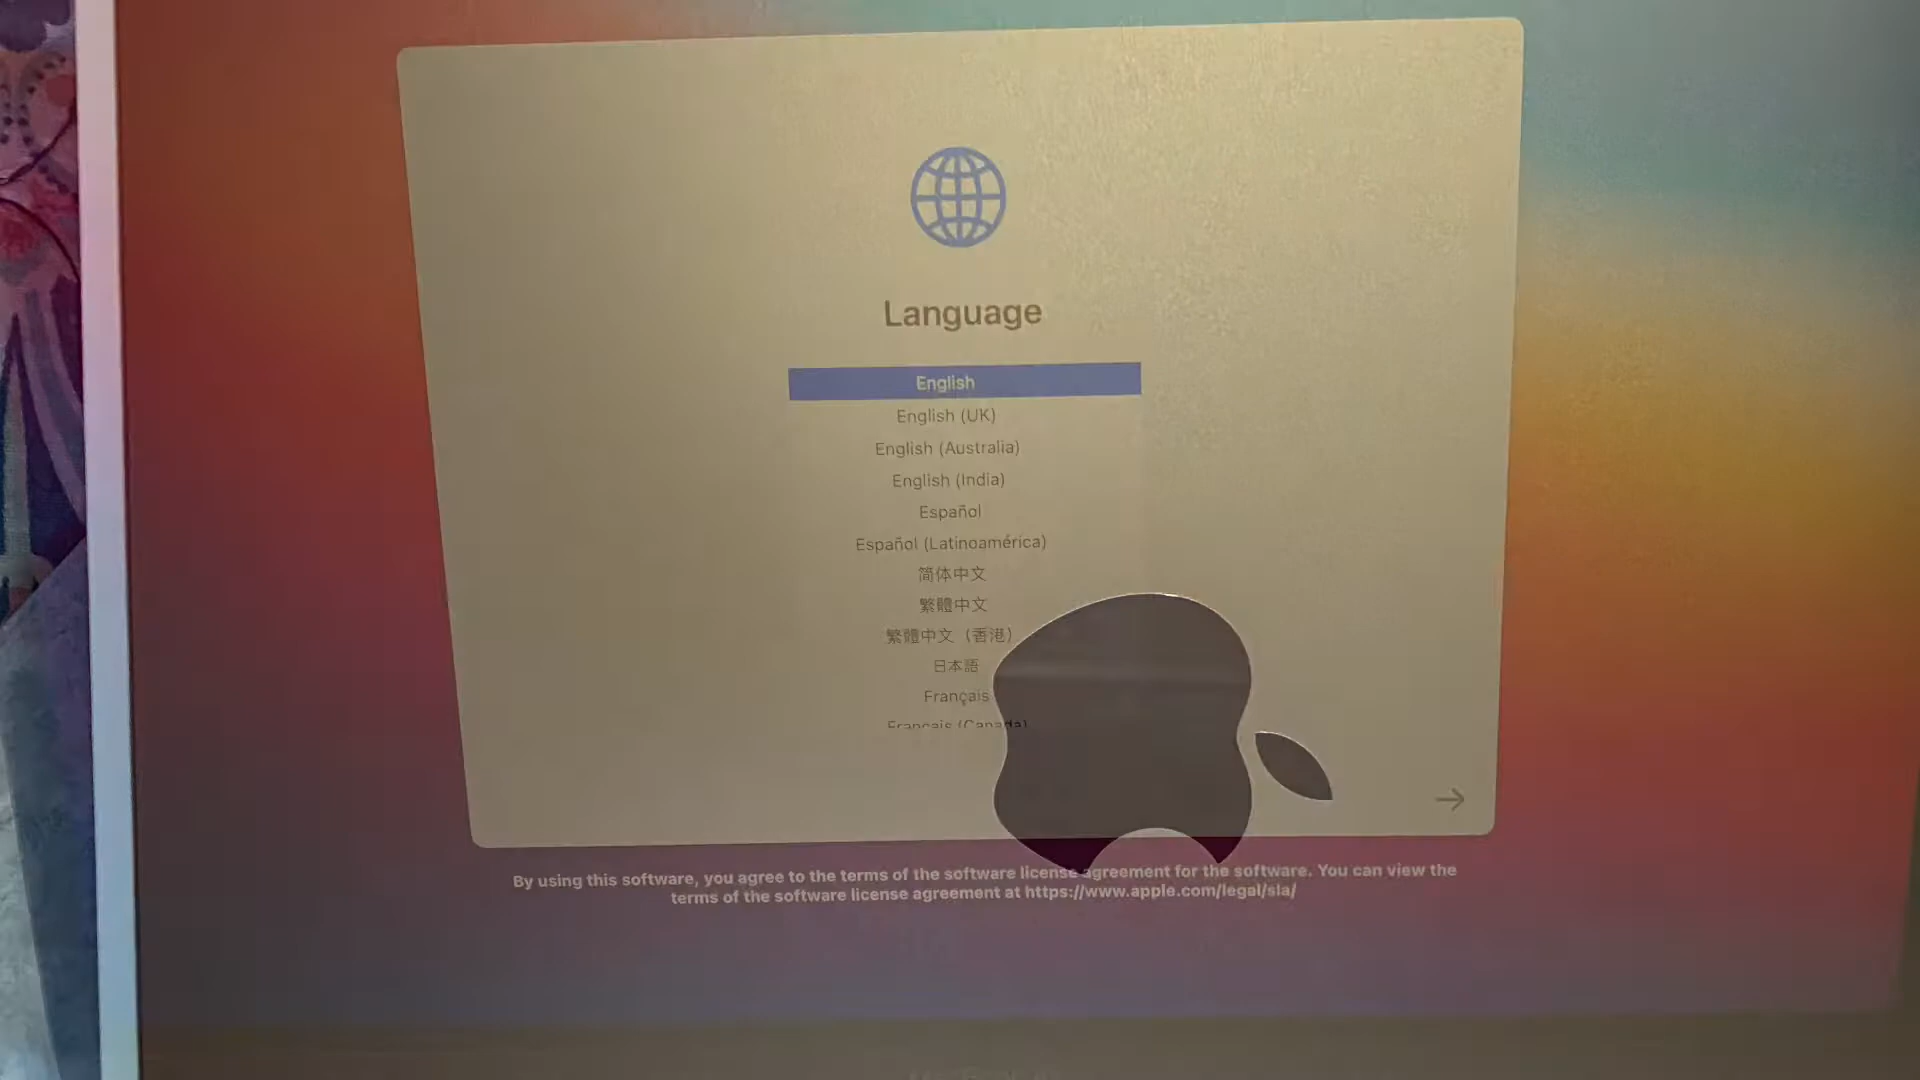 Language
English
English (UK)
English (Australia)
English (India)
Español
Español (Latinoamérica)
简体中文
繁體中文
繁體中文（香港）
日本語
Français
Français (Canada)
By using this software, you agree to the terms of the software license agreement for the software. You can view the
terms of the software license agreement at https://www.apple.com/legal/sla/